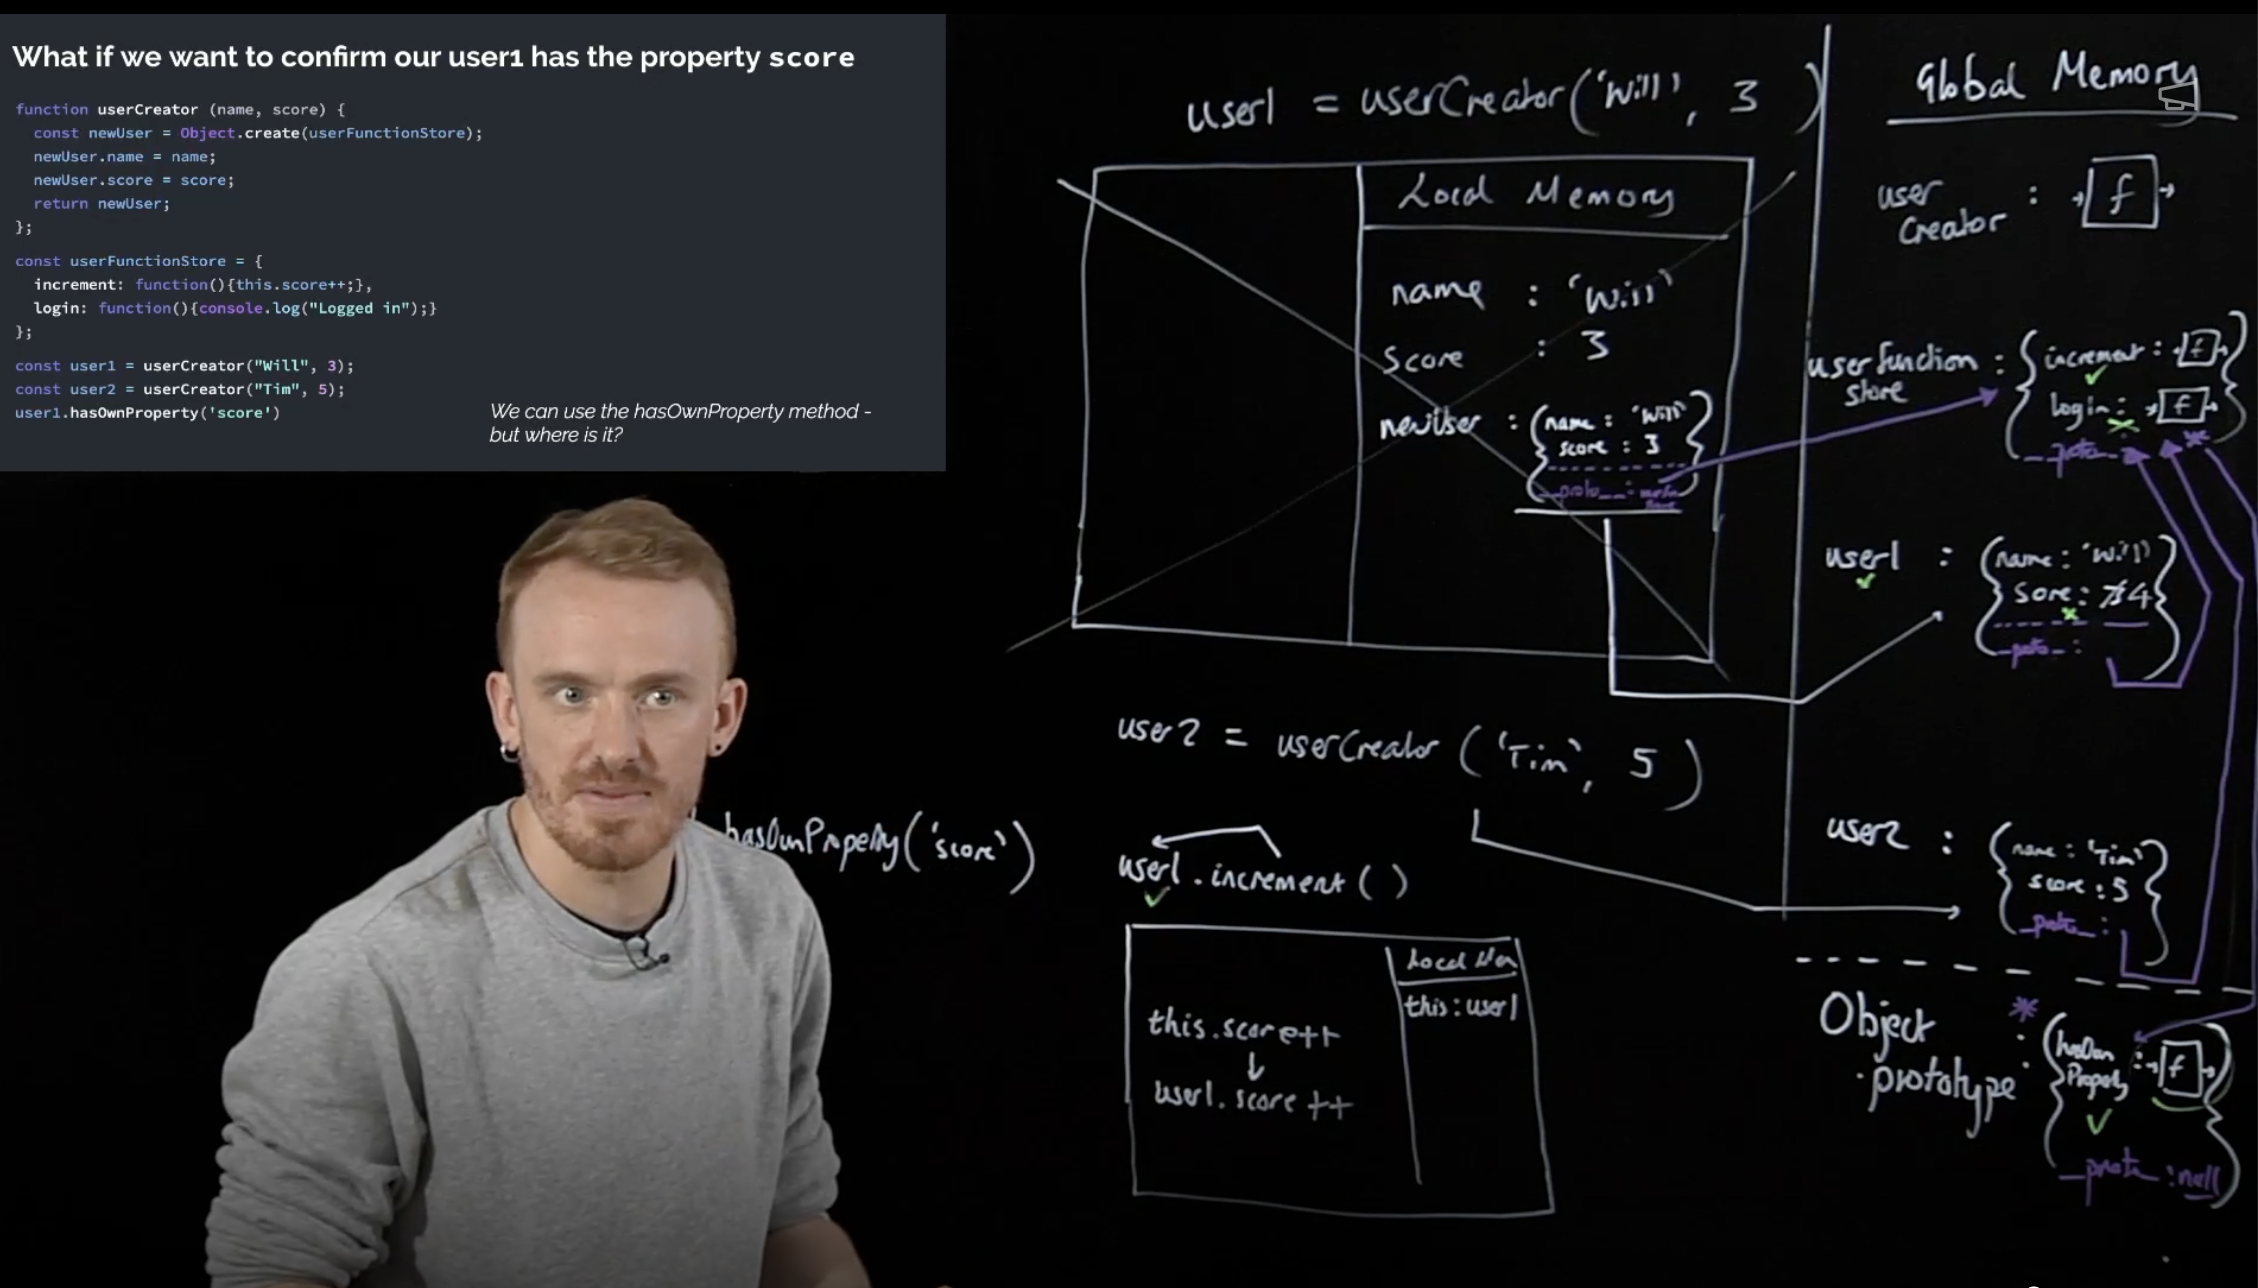 What if we want to confirm our user1 has the property score
function userCreator (name, score) {
const newUser = Object.create(userFunctionStore);
newUser.name = name;
newUser.score = score;
return newUser;
};
const userFunctionStore = {
increment: function(){this.score++;},
login: function(){console.log("Logged in");}
};
const user1 = userCreator("Will", 3);
const user2 = userCreator("Tim", 5);
user1.hasOwnProperty('score')
We can use the hasOwnProperty method -
but where is it?
user1 = userCreator('Will', 3)
Local Memory
name : 'Will'
Score : 3
newUser : {name : 'Will'
score : 3
__proto__:
user2 = userCreator('Tim', 5)
hasOwnProperty('score')
user1.increment()
Local Mem
this: user1
this.score++
user1.score++
Global Memory
user
Creator : f
user function
store : {increment : f
login : f}
__proto__
user1 : {name : 'Will'
score : 4}
__proto__ :
user2 : {name : 'Tim'
score : 5
__proto__ :}
Object
.prototype : {hasOwn
Property : f
__proto__ : null}